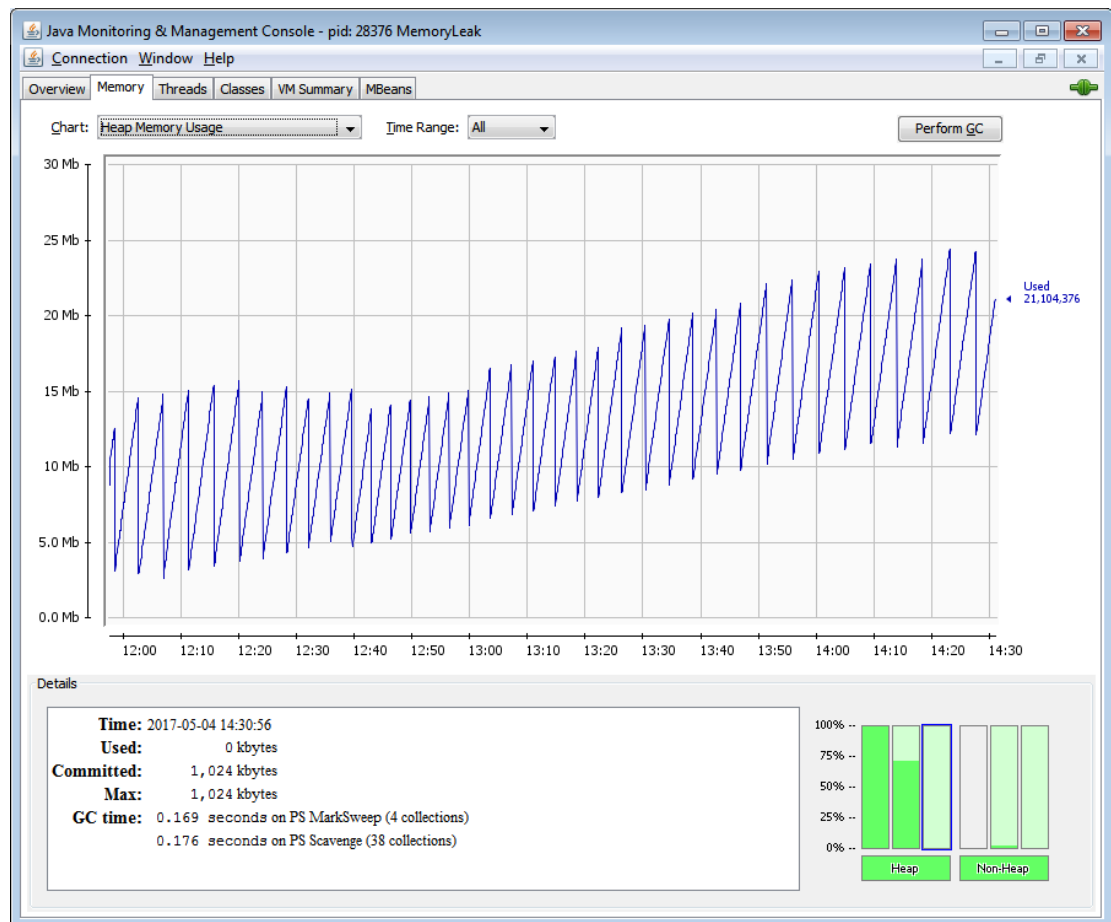 Java Monitoring & Management Console - pid: 28376 MemoryLeak
Connection Window Help
Overview Memory Threads Classes VM Summary MBeans
Chart: Heap Memory Usage Time Range: All Perform GC
30 Mb
25 Mb
20 Mb
15 Mb
10 Mb
5.0 Mb
0.0 Mb
Used
21,104,376
12:00 12:10 12:20 12:30 12:40 12:50 13:00 13:10 13:20 13:30 13:40 13:50 14:00 14:10 14:20 14:30
Details
Time: 2017-05-04 14:30:56
Used: 0 kbytes
Committed: 1,024 kbytes
Max: 1,024 kbytes
GC time: 0.169 seconds on PS MarkSweep (4 collections)
0.176 seconds on PS Scavenge (38 collections)
100% --
75% --
50% --
25% --
0% --
Heap Non-Heap